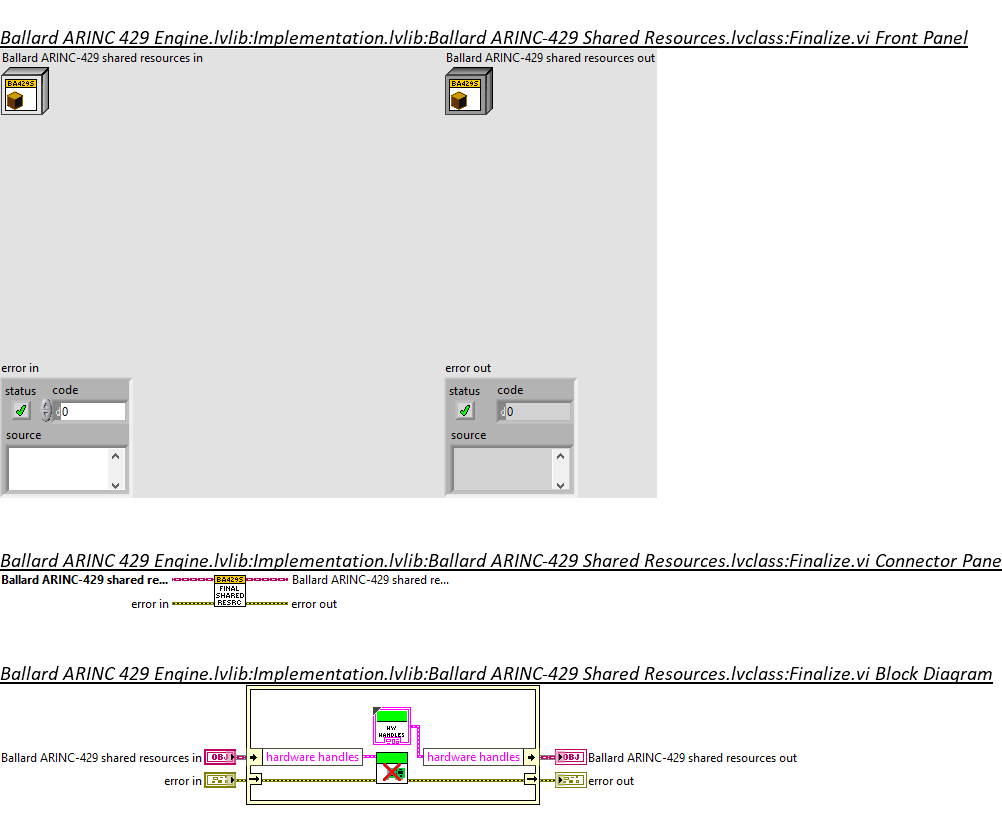 Ballard ARINC 429 Engine.lvlib:Implementation.lvlib:Ballard ARINC-429 Shared Resources.lvclass:Finalize.vi Front Panel
Ballard ARINC-429 shared resources in
Ballard ARINC-429 shared resources out
BA429S
BA429S
error in
error out
status
code
status
code
d
0
d
0
source
source
Ballard ARINC 429 Engine.lvlib:Implementation.lvlib:Ballard ARINC-429 Shared Resources.lvclass:Finalize.vi Connector Pane
Ballard ARINC-429 shared re...
BA429S
Ballard ARINC-429 shared re...
FINAL
SHARED
RESRC
error in
error out
Ballard ARINC 429 Engine.lvlib:Implementation.lvlib:Ballard ARINC-429 Shared Resources.lvclass:Finalize.vi Block Diagram
HW
HANDLES
Ballard ARINC-429 shared resources in
OBJ
hardware handles
hardware handles
OBJ
Ballard ARINC-429 shared resources out
error in
error out